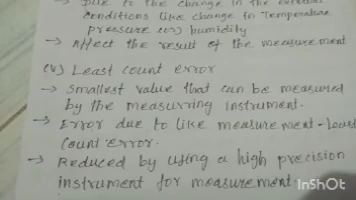 → Due to the change in the external
conditions like change in Temperature
pressure (or) humidity
→ Affect the result of the measurement
(v) Least count error
→ smallest value that can be measured
by the measurring instrument.
→ Error due to like measurement - Least
count error.
→ Reduced by using a high precision
instrument for measurement
InShOt